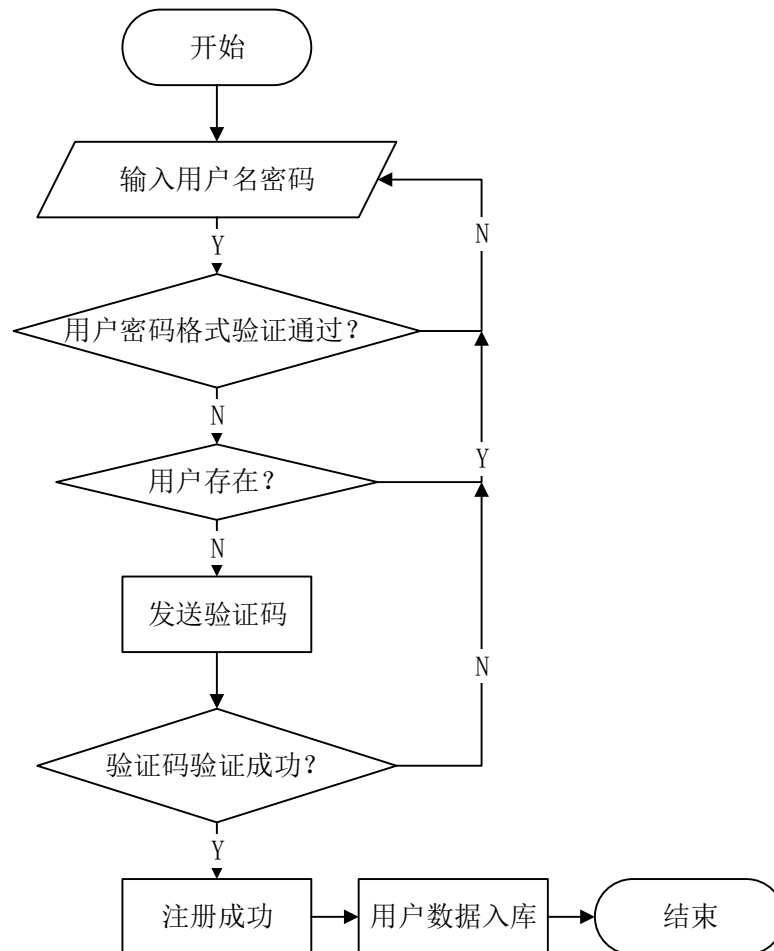 开始
输入用户名密码
N
Y
用户密码格式验证通过？
N
Y
用户存在？
N
发送验证码
N
验证码验证成功？
Y
注册成功
用户数据入库
结束